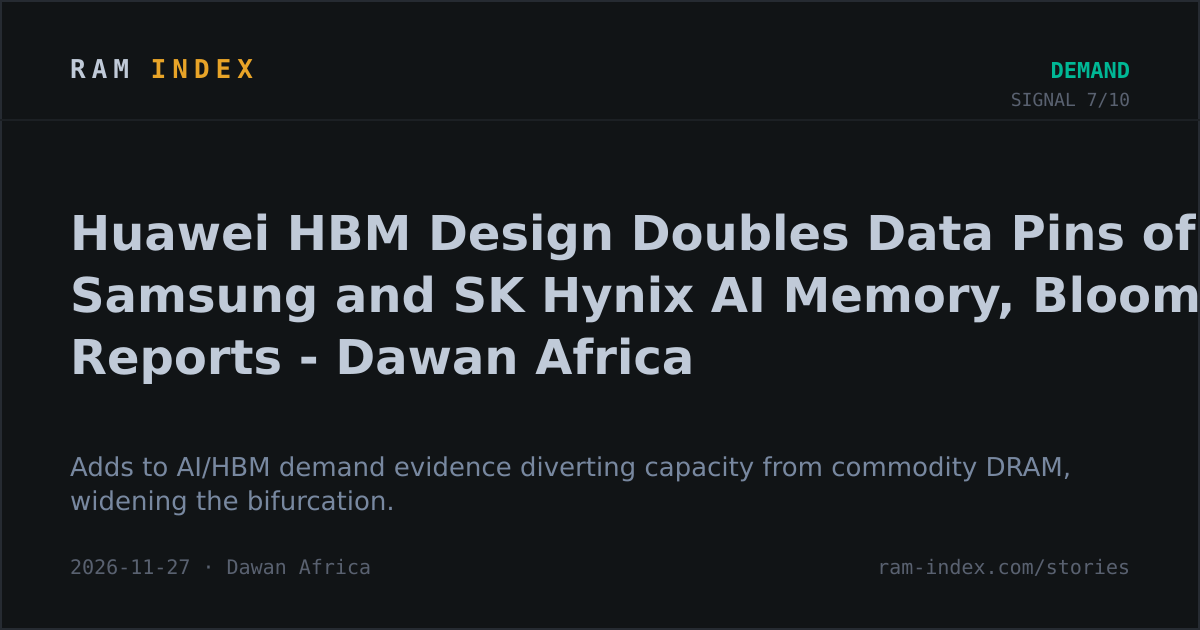 RAM INDEX
DEMAND
SIGNAL 7/10
Huawei HBM Design Doubles Data Pins of
Samsung and SK Hynix AI Memory, Bloom
Reports - Dawan Africa
Adds to AI/HBM demand evidence diverting capacity from commodity DRAM,
widening the bifurcation.
2026-11-27 · Dawan Africa
ram-index.com/stories